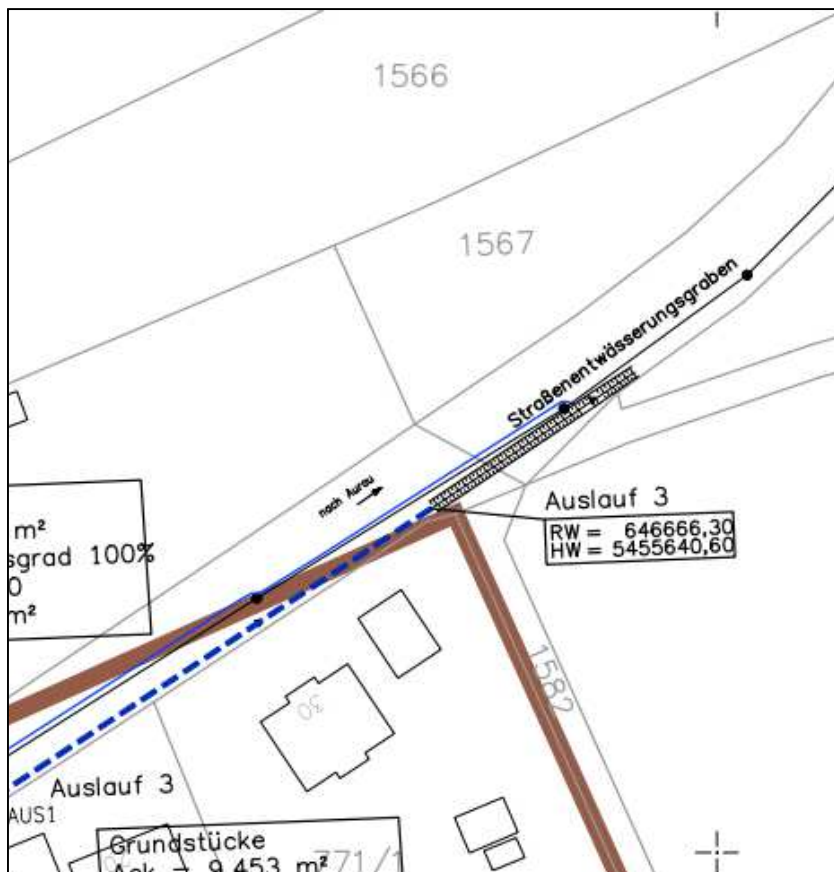 1566
1567
Straßenentwässerungsgraben
nach Aurau
Auslauf 3
RW = 646666,30
HW = 5455640,60
m²
sgrad 100%
0
m²
1582
30
Auslauf 3
AUS1
Grundstücke
Ack = 9.453 m²
771/1